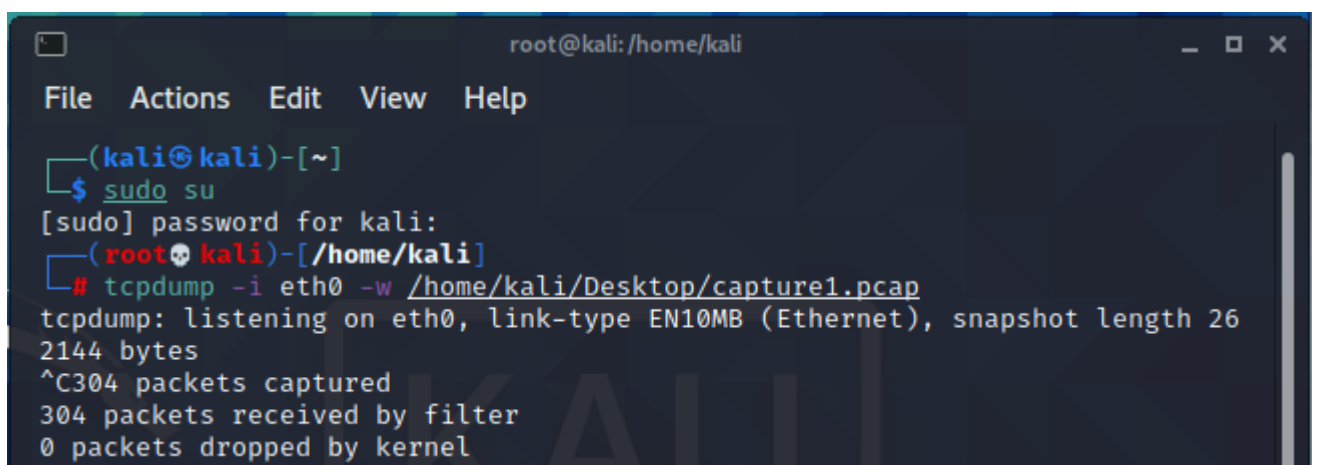 root@kali: /home/kali
File Actions Edit View Help
┌──(kali㉿kali)-[~]
└─$ sudo su
[sudo] password for kali:
┌──(root💀kali)-[/home/kali]
└─# tcpdump -i eth0 -w /home/kali/Desktop/capture1.pcap
tcpdump: listening on eth0, link-type EN10MB (Ethernet), snapshot length 26
2144 bytes
^C304 packets captured
304 packets received by filter
0 packets dropped by kernel
KALI